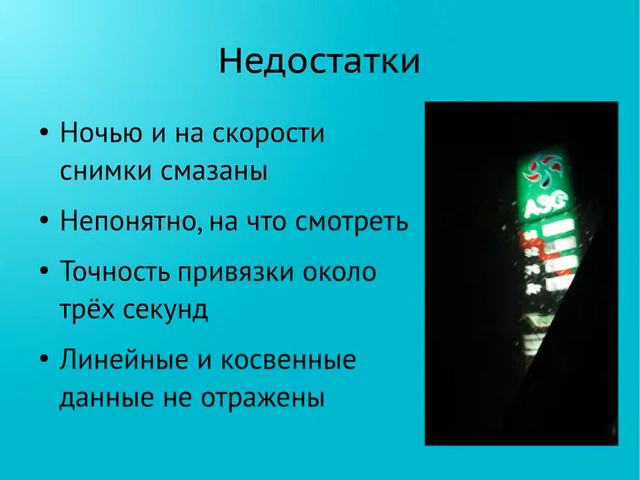 Недостатки
• Ночью и на скорости
снимки смазаны
• Непонятно, на что смотреть
• Точность привязки около
трёх секунд
• Линейные и косвенные
данные не отражены
АЗС